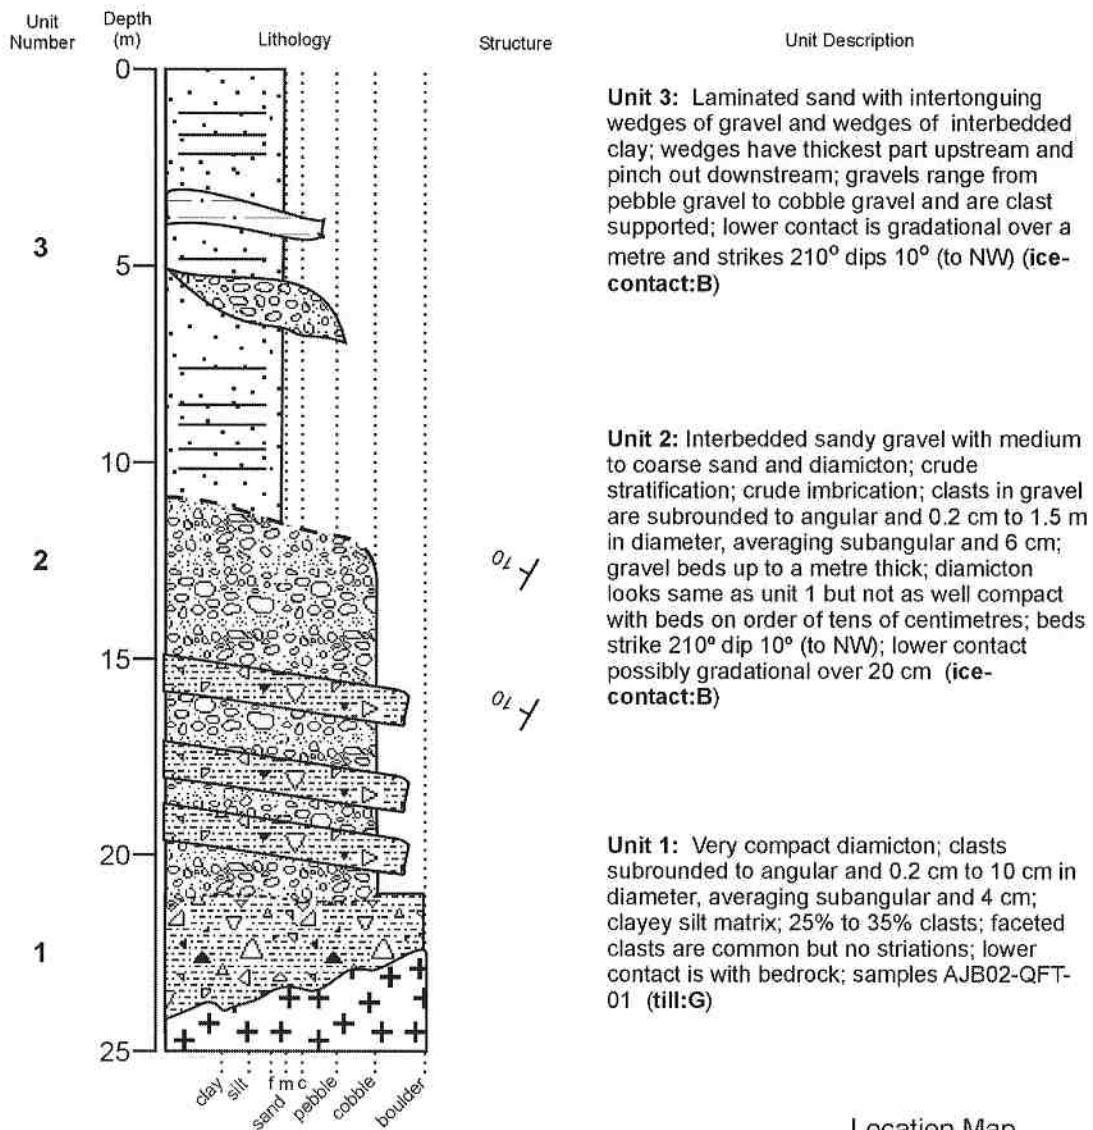 Unit Number
Depth (m)
Lithology
Structure
Unit Description
0
5
10
15
20
25
3
2
1
Unit 3: Laminated sand with intertonguing
wedges of gravel and wedges of interbedded
clay; wedges have thickest part upstream and
pinch out downstream; gravels range from
pebble gravel to cobble gravel and are clast
supported; lower contact is gradational over a
metre and strikes 210° dips 10° (to NW) (ice-
contact:B)
Unit 2: Interbedded sandy gravel with medium
to coarse sand and diamicton; crude
stratification; crude imbrication; clasts in gravel
are subrounded to angular and 0.2 cm to 1.5 m
in diameter, averaging subangular and 6 cm;
gravel beds up to a metre thick; diamicton
looks same as unit 1 but not as well compact
with beds on order of tens of centimetres; beds
strike 210° dip 10° (to NW); lower contact
possibly gradational over 20 cm (ice-
contact:B)
10
10
Unit 1: Very compact diamicton; clasts
subrounded to angular and 0.2 cm to 10 cm in
diameter, averaging subangular and 4 cm;
clayey silt matrix; 25% to 35% clasts; faceted
clasts are common but no striations; lower
contact is with bedrock; samples AJB02-QFT-
01 (till:G)
clay
silt
f m c
sand
pebble
cobble
boulder
Location Map